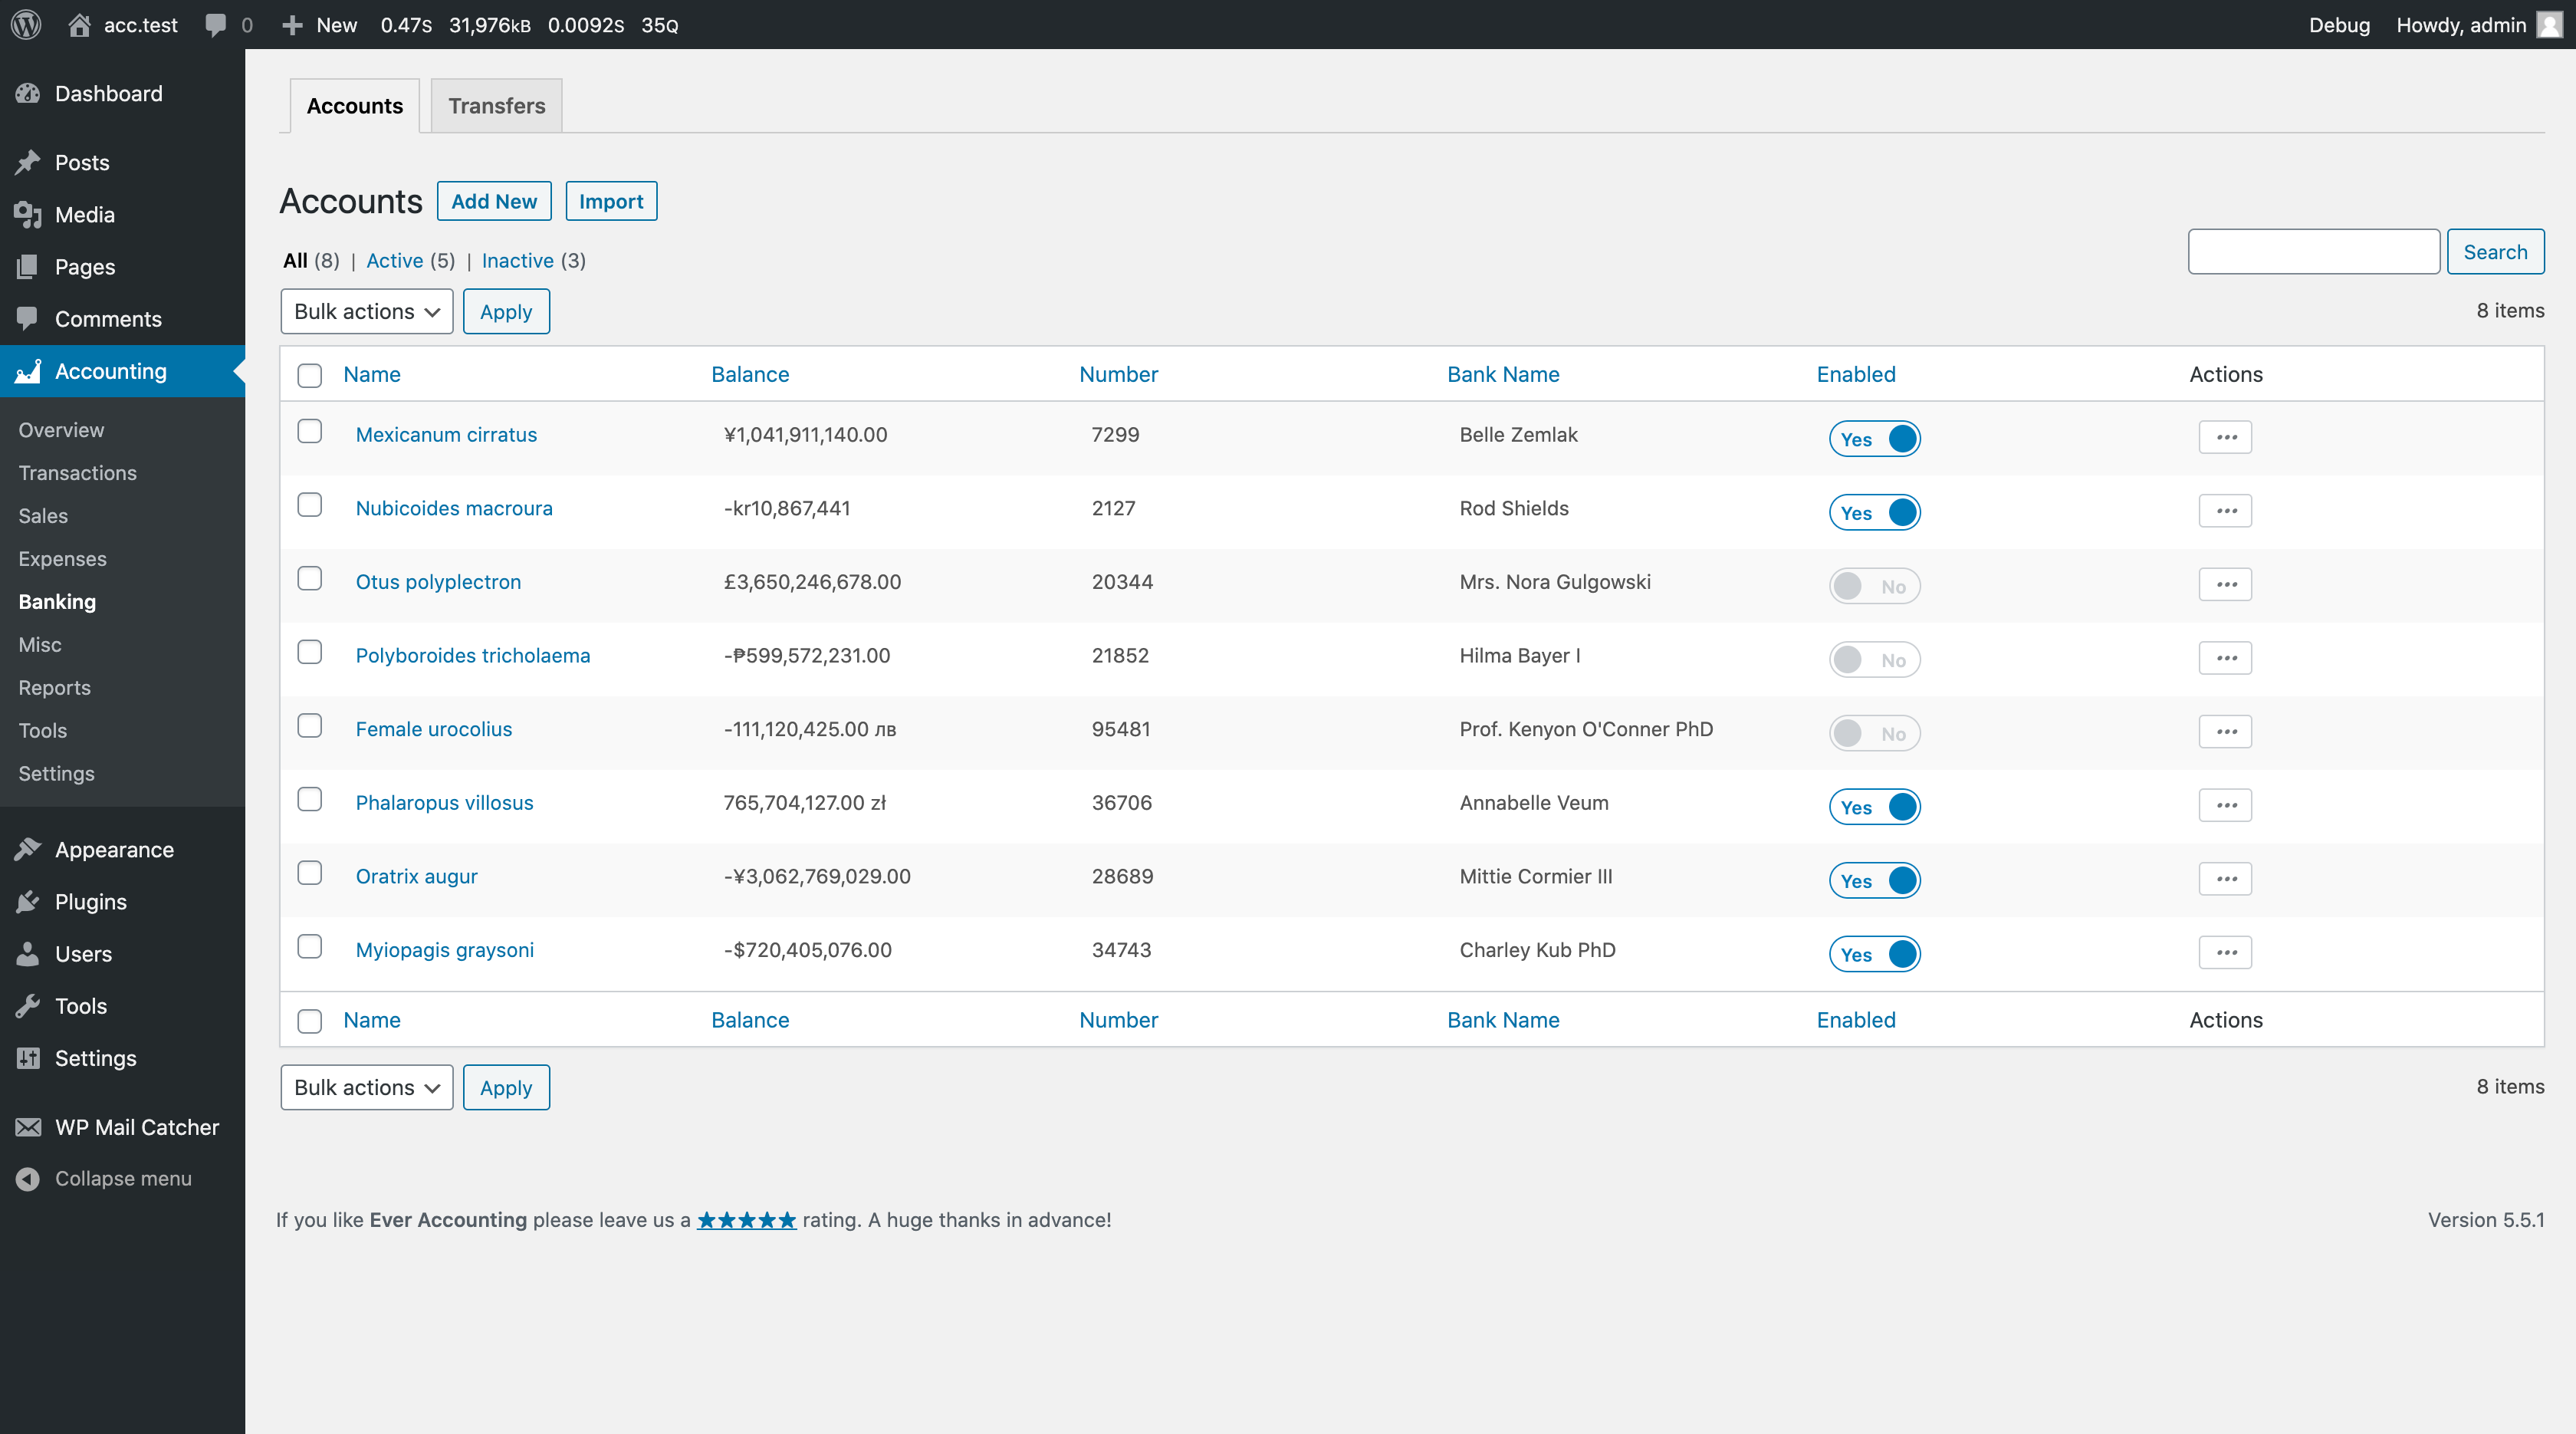 acc.test 0 New 0.47S 31,976KB 0.0092S 35Q Debug Howdy, admin
Dashboard
Posts
Media
Pages
Comments
Accounting
Overview
Transactions
Sales
Expenses
Banking
Misc
Reports
Tools
Settings
Appearance
Plugins
Users
Tools
Settings
WP Mail Catcher
Collapse menu
Accounts Transfers
Accounts Add New Import
All (8) | Active (5) | Inactive (3)
Search
Bulk actions Apply 8 items
Name Balance Number Bank Name Enabled Actions
Mexicanum cirratus ¥1,041,911,140.00 7299 Belle Zemlak Yes
Nubicoides macroura -kr10,867,441 2127 Rod Shields Yes
Otus polyplectron £3,650,246,678.00 20344 Mrs. Nora Gulgowski No
Polyboroides tricholaema -₱599,572,231.00 21852 Hilma Bayer I No
Female urocolius -111,120,425.00 лв 95481 Prof. Kenyon O'Conner PhD No
Phalaropus villosus 765,704,127.00 zł 36706 Annabelle Veum Yes
Oratrix augur -¥3,062,769,029.00 28689 Mittie Cormier III Yes
Myiopagis graysoni -$720,405,076.00 34743 Charley Kub PhD Yes
Name Balance Number Bank Name Enabled Actions
Bulk actions Apply 8 items
If you like Ever Accounting please leave us a ★★★★★ rating. A huge thanks in advance! Version 5.5.1